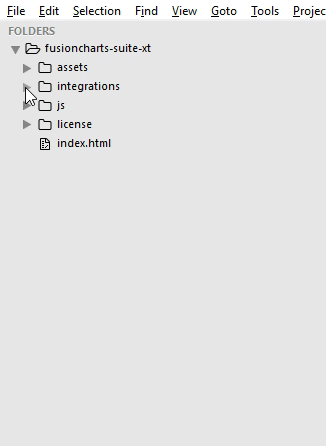 File Edit Selection Find View Goto Tools Projec
FOLDERS
fusioncharts-suite-xt
assets
integrations
js
license
index.html